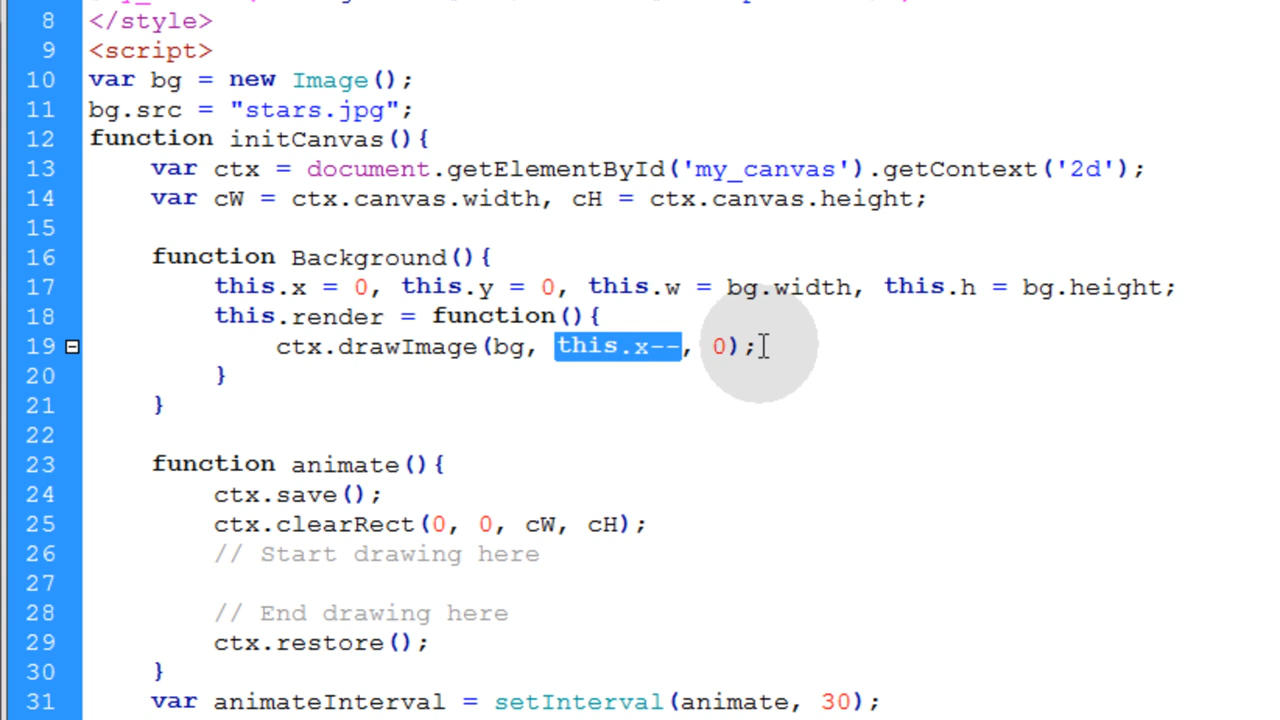 8 </style>
9 <script>
10 var bg = new Image();
11 bg.src = "stars.jpg";
12 function initCanvas(){
13 var ctx = document.getElementById('my_canvas').getContext('2d');
14 var cW = ctx.canvas.width, cH = ctx.canvas.height;
15
16 function Background(){
17 this.x = 0, this.y = 0, this.w = bg.width, this.h = bg.height;
18 this.render = function(){
19 ctx.drawImage(bg, this.x--, 0);
20 }
21 }
22
23 function animate(){
24 ctx.save();
25 ctx.clearRect(0, 0, cW, cH);
26 // Start drawing here
27
28 // End drawing here
29 ctx.restore();
30 }
31 var animateInterval = setInterval(animate, 30);